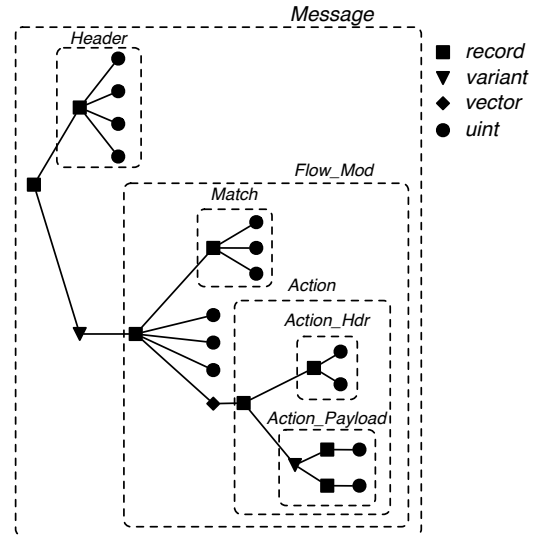 Message
Header
record
variant
vector
uint
Flow_Mod
Match
Action
Action_Hdr
Action_Payload